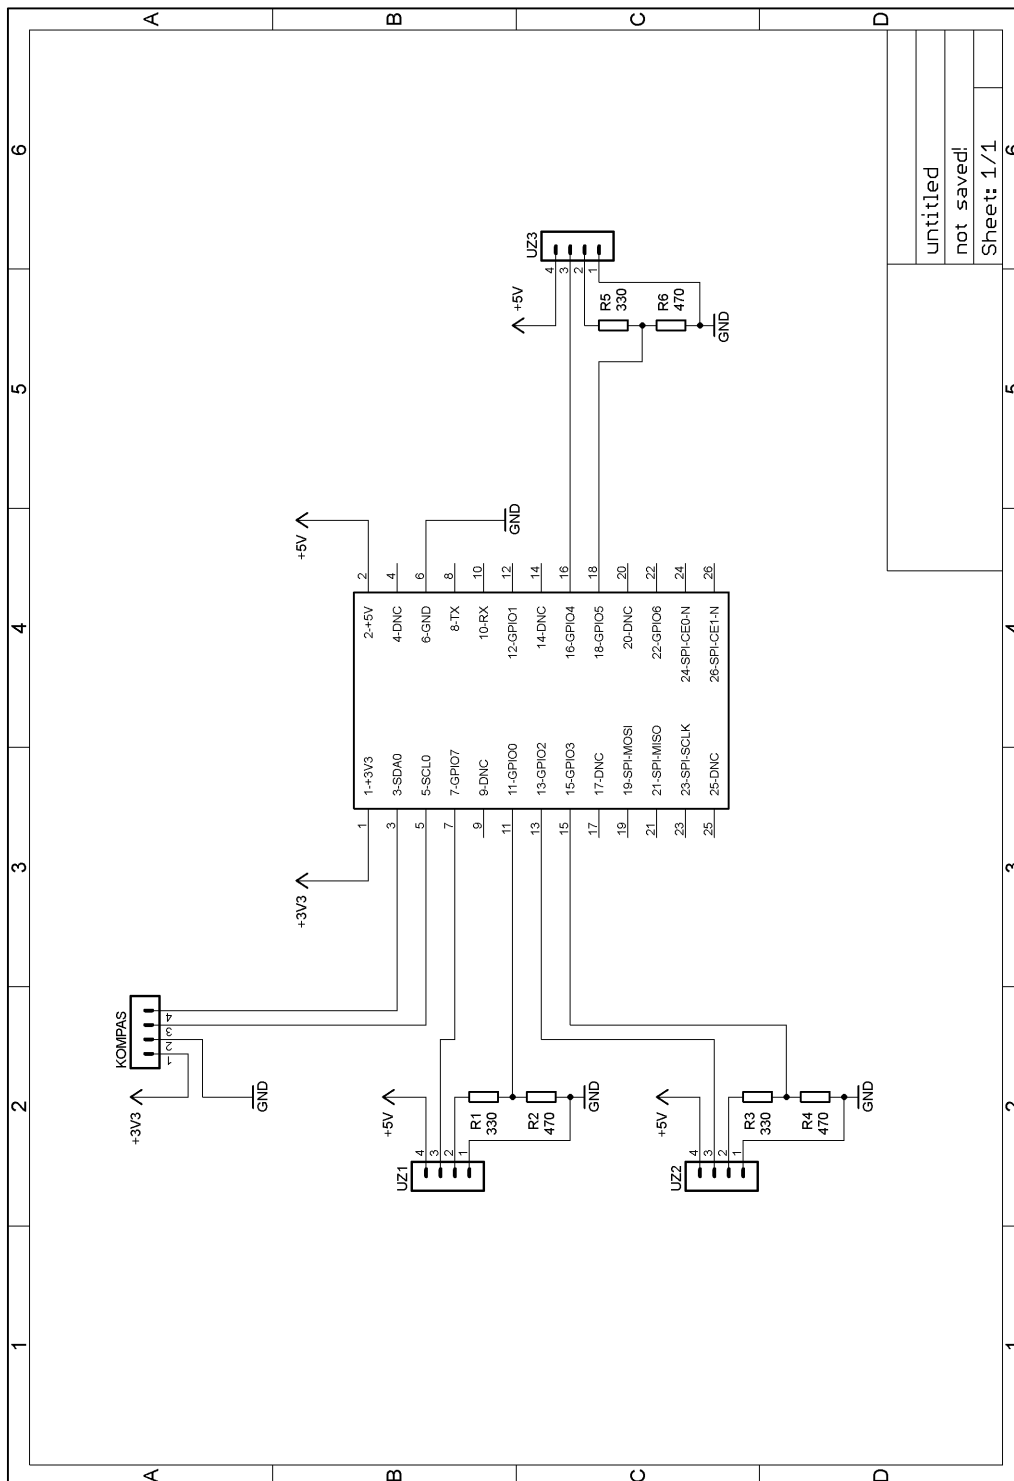 1
2
3
4
5
6
A
B
C
D
KOMPAS
+3V3
GND
1
2
3
4
+3V3
+5V
GND
1
3
5
7
9
11
13
15
17
19
21
23
25
1-+3V3
3-SDA0
5-SCL0
7-GPIO7
9-DNC
11-GPIO0
13-GPIO2
15-GPIO3
17-DNC
19-SPI-MOSI
21-SPI-MISO
23-SPI-SCLK
25-DNC
2-+5V
4-DNC
6-GND
8-TX
10-RX
12-GPIO1
14-DNC
16-GPIO4
18-GPIO5
20-DNC
22-GPIO6
24-SPI-CE0-N
26-SPI-CE1-N
2
4
6
8
10
12
14
16
18
20
22
24
26
UZ1
+5V
4
3
2
1
R1
330
R2
470
GND
UZ2
+5V
4
3
2
1
R3
330
R4
470
GND
UZ3
+5V
4
3
2
1
R5
330
R6
470
GND
untitled
not saved!
Sheet: 1/1
A
B
C
D
1
2
3
4
5
6